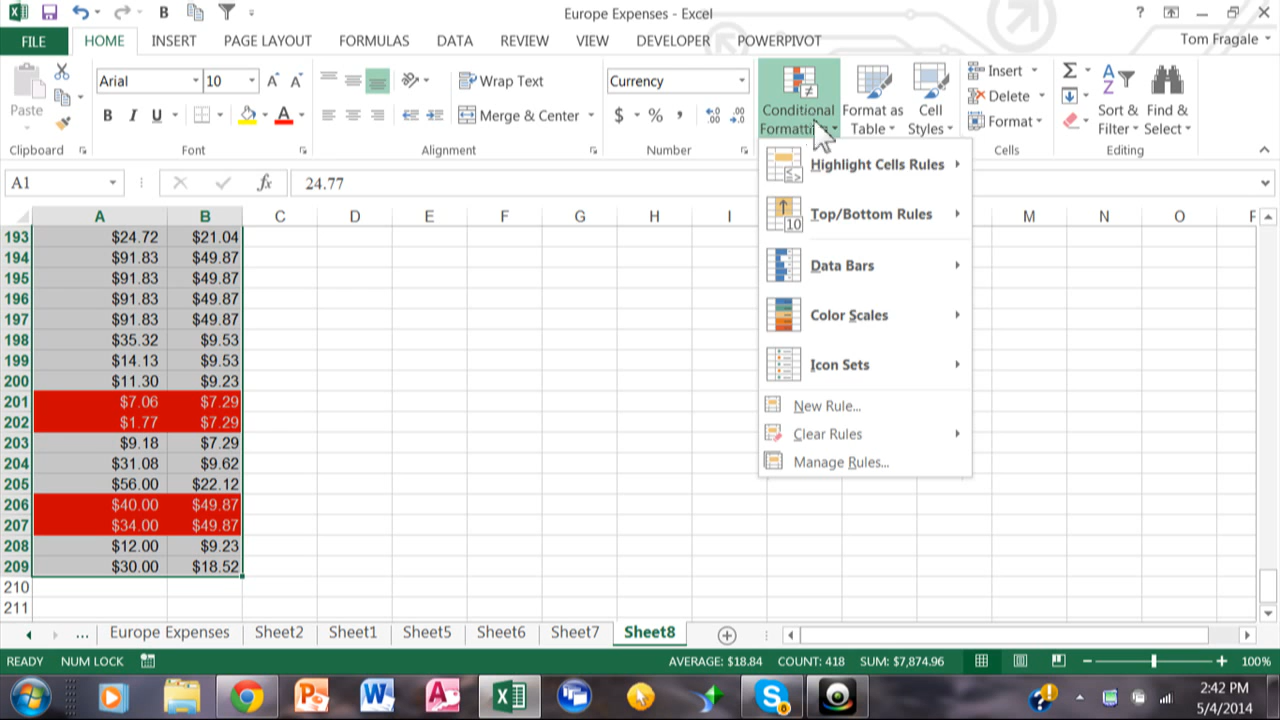 Europe Expenses - Excel
?
FILE HOME INSERT PAGE LAYOUT FORMULAS DATA REVIEW VIEW DEVELOPER POWERPIVOT Tom Fragale
Paste
Arial 10
Wrap Text
Currency
Conditional Formatting
Format as Table
Cell Styles
Insert
Delete
Format
Sort & Filter
Find & Select
B I U
Merge & Center
$ % ,
Clipboard Font Alignment Number Cells Editing
A1 fx 24.77
A B C D E F G H I M N O
193 $24.72 $21.04
194 $91.83 $49.87
195 $91.83 $49.87
196 $91.83 $49.87
197 $91.83 $49.87
198 $35.32 $9.53
199 $14.13 $9.53
200 $11.30 $9.23
201 $7.06 $7.29
202 $1.77 $7.29
203 $9.18 $7.29
204 $31.08 $9.62
205 $56.00 $22.12
206 $40.00 $49.87
207 $34.00 $49.87
208 $12.00 $9.23
209 $30.00 $18.52
210
211
Highlight Cells Rules
Top/Bottom Rules
Data Bars
Color Scales
Icon Sets
New Rule...
Clear Rules
Manage Rules...
... Europe Expenses Sheet2 Sheet1 Sheet5 Sheet6 Sheet7 Sheet8
READY NUM LOCK AVERAGE: $18.84 COUNT: 418 SUM: $7,874.96 100%
2:42 PM
5/4/2014